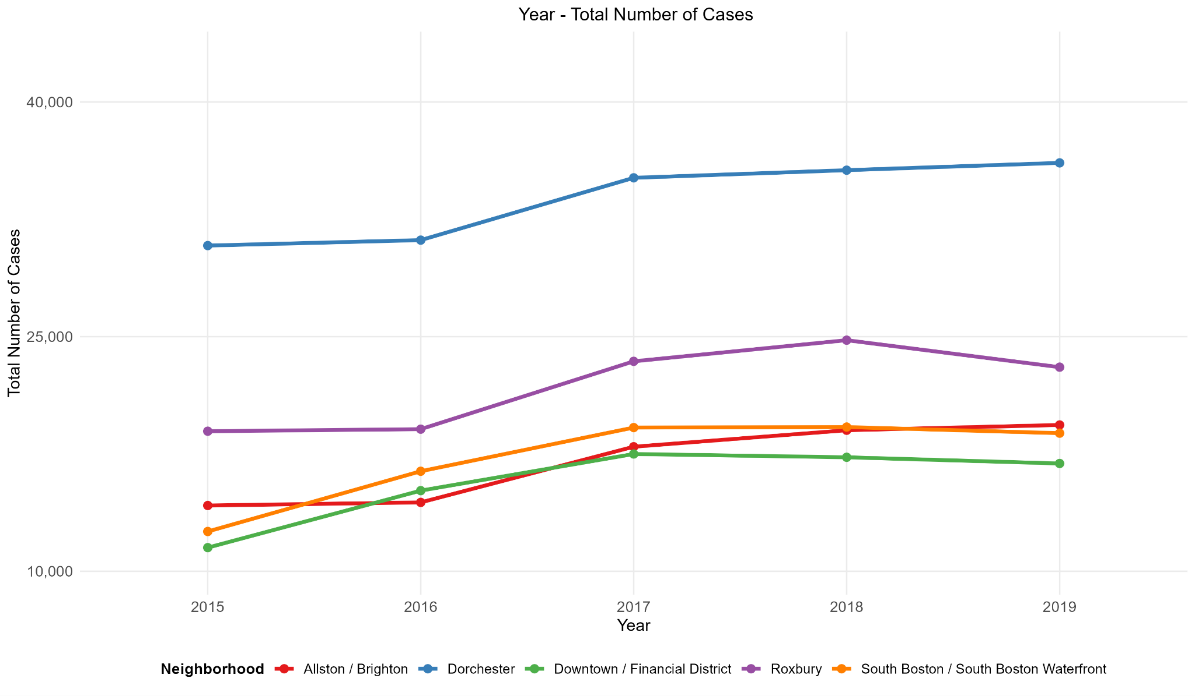 Year - Total Number of Cases
Total Number of Cases
40,000
25,000
10,000
2015 2016 2017 2018 2019
Year
Neighborhood Allston / Brighton Dorchester Downtown / Financial District Roxbury South Boston / South Boston Waterfront